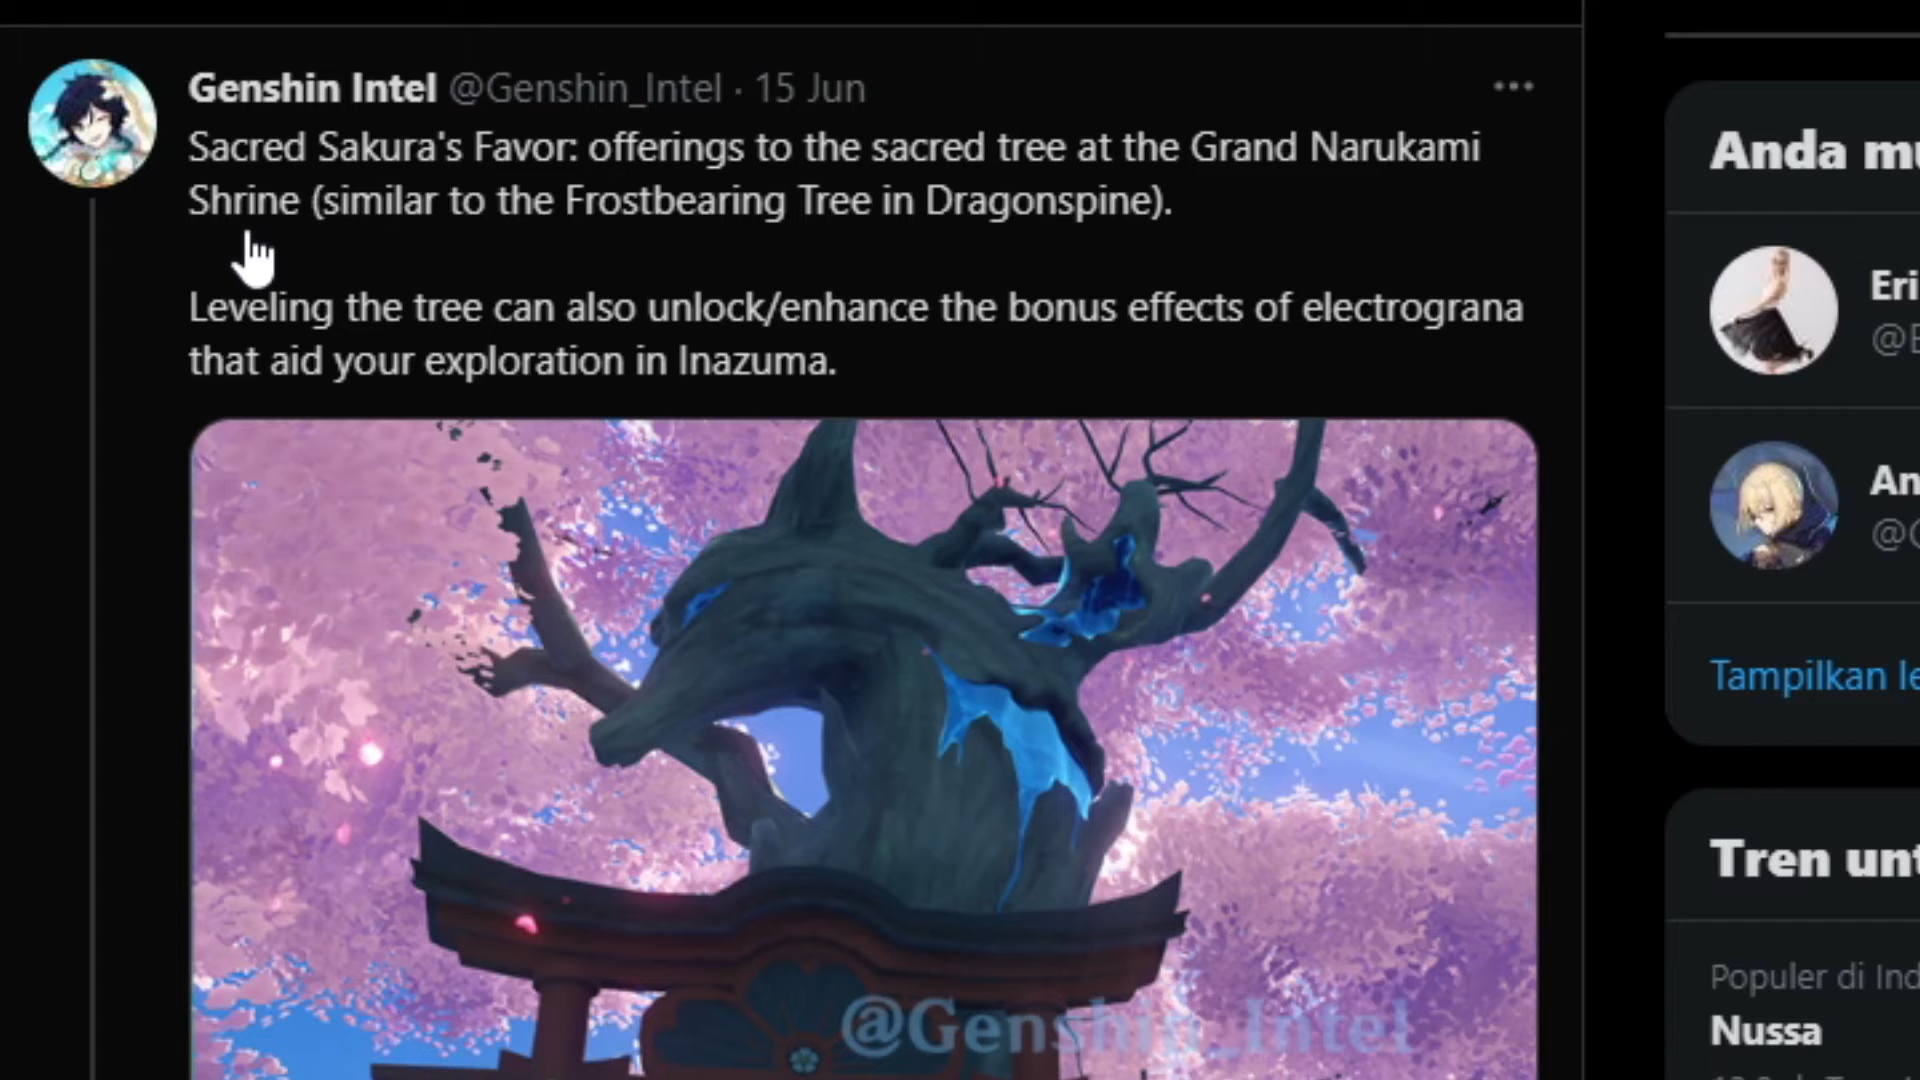 Genshin Intel @Genshin_Intel · 15 Jun
Sacred Sakura's Favor: offerings to the sacred tree at the Grand Narukami
Shrine (similar to the Frostbearing Tree in Dragonspine).
Leveling the tree can also unlock/enhance the bonus effects of electrograna
that aid your exploration in Inazuma.
@Genshin_Intel
Anda mu
Eri
@E
An
@
Tampilkan le
Tren unt
Populer di Ind
Nussa